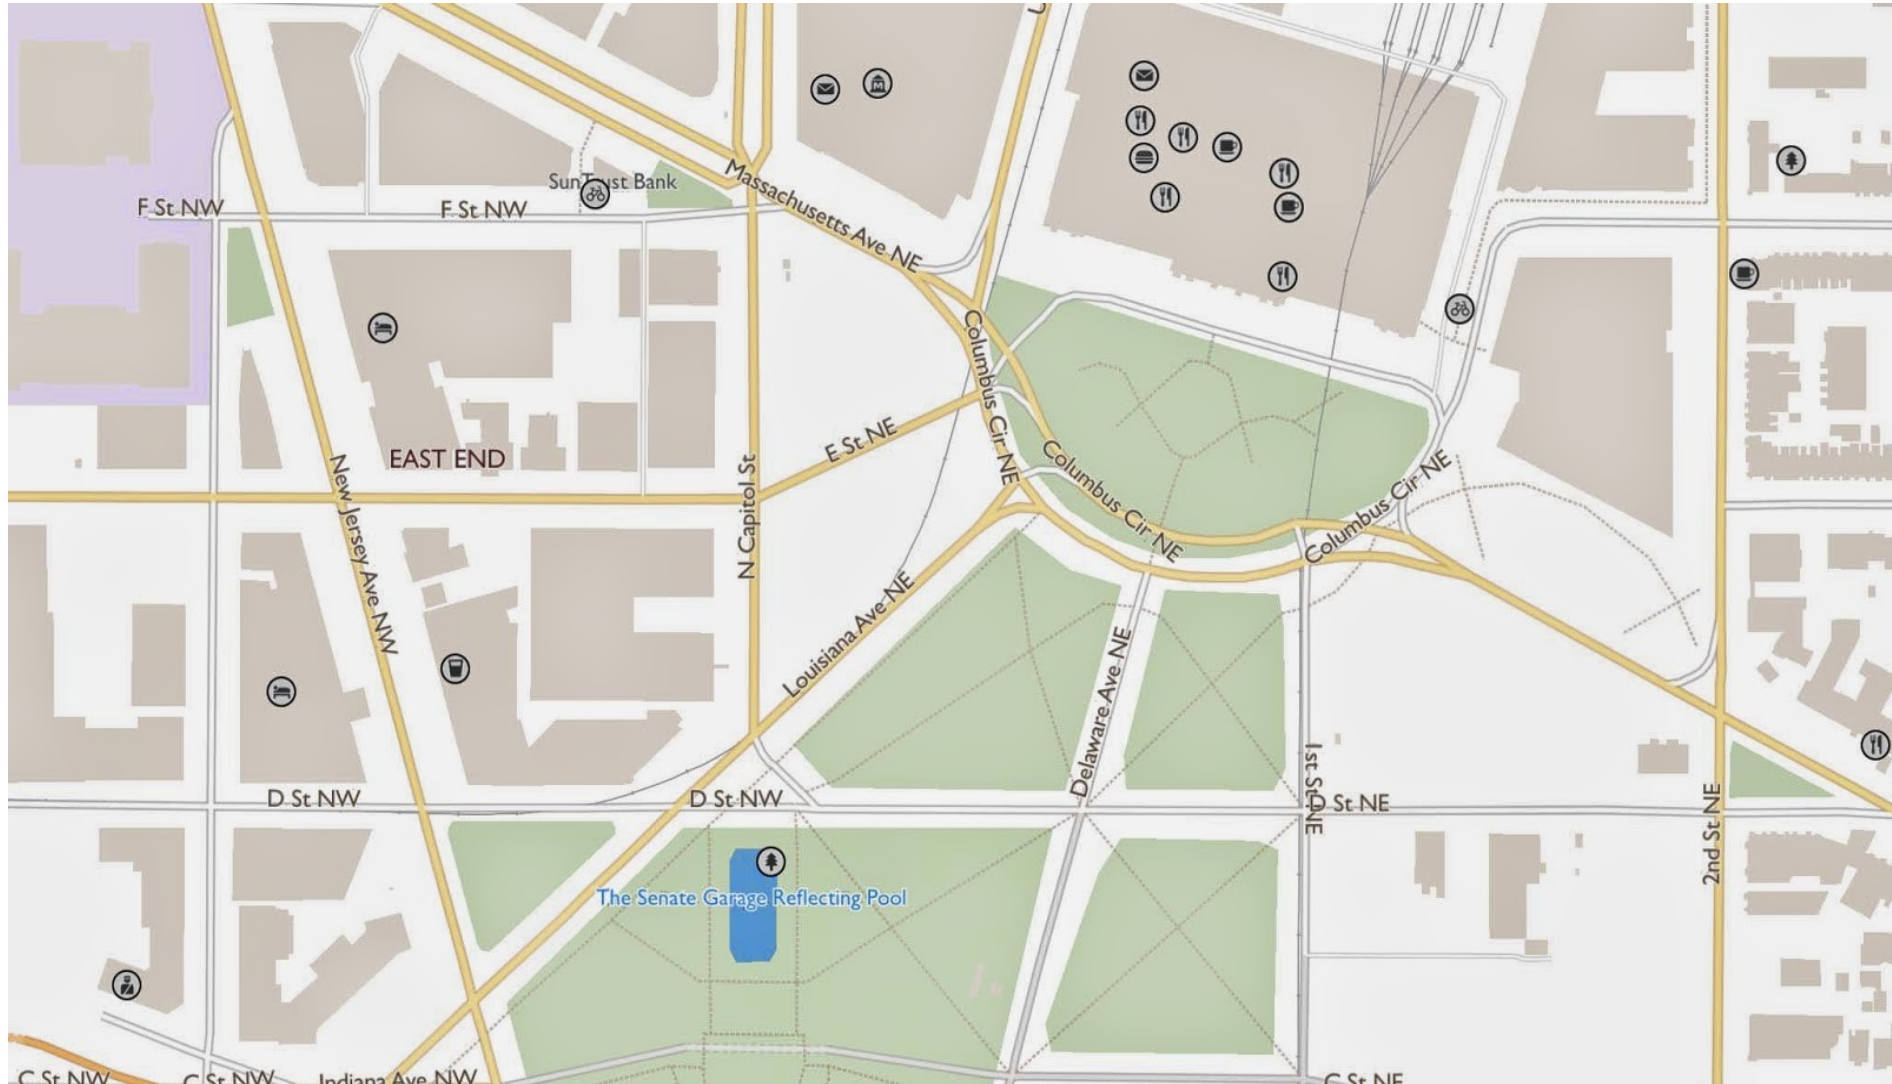 Massachusetts Ave NE
SunTrust Bank
F St NW
F St NW
Columbus Cir NE
E St NE
EAST END
New Jersey Ave NW
N Capitol St
Columbus Cir NE
Columbus Cir NE
Louisiana Ave NE
Delaware Ave NE
1st St NE
D St NW
D St NW
D St NE
2nd St NE
The Senate Garage Reflecting Pool
C St NW
C St NW
Indiana Ave NW
C St NE